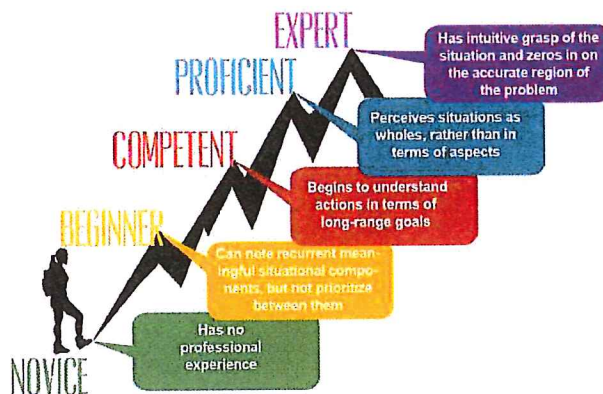 EXPERT
Has intuitive grasp of the
situation and zeros in on
the accurate region of
the problem
PROFICIENT
Perceives situations as
wholes, rather than in
terms of aspects
COMPETENT
Begins to understand
actions in terms of
long-range goals
BEGINNER
Can note recurrent mean-
ingful situational compo-
nents, but not prioritize
between them
Has no
professional
experience
NOVICE